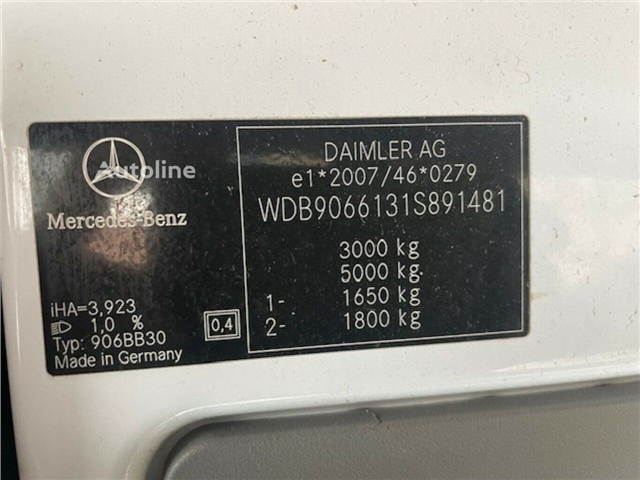 Autoline
Mercedes-Benz
iHA=3,923
1,0 %
Typ: 906BB30
Made in Germany
0,4
DAIMLER AG
e1*2007/46*0279
WDB9066131S891481
3000 kg
5000 kg
1- 1650 kg
2- 1800 kg